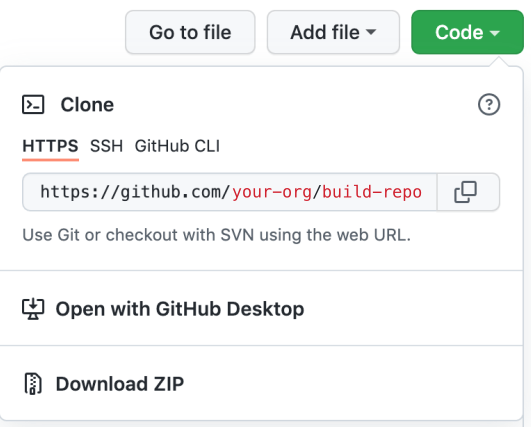 Go to file Add file Code
Clone
HTTPS SSH GitHub CLI
https://github.com/your-org/build-repo
Use Git or checkout with SVN using the web URL.
Open with GitHub Desktop
Download ZIP